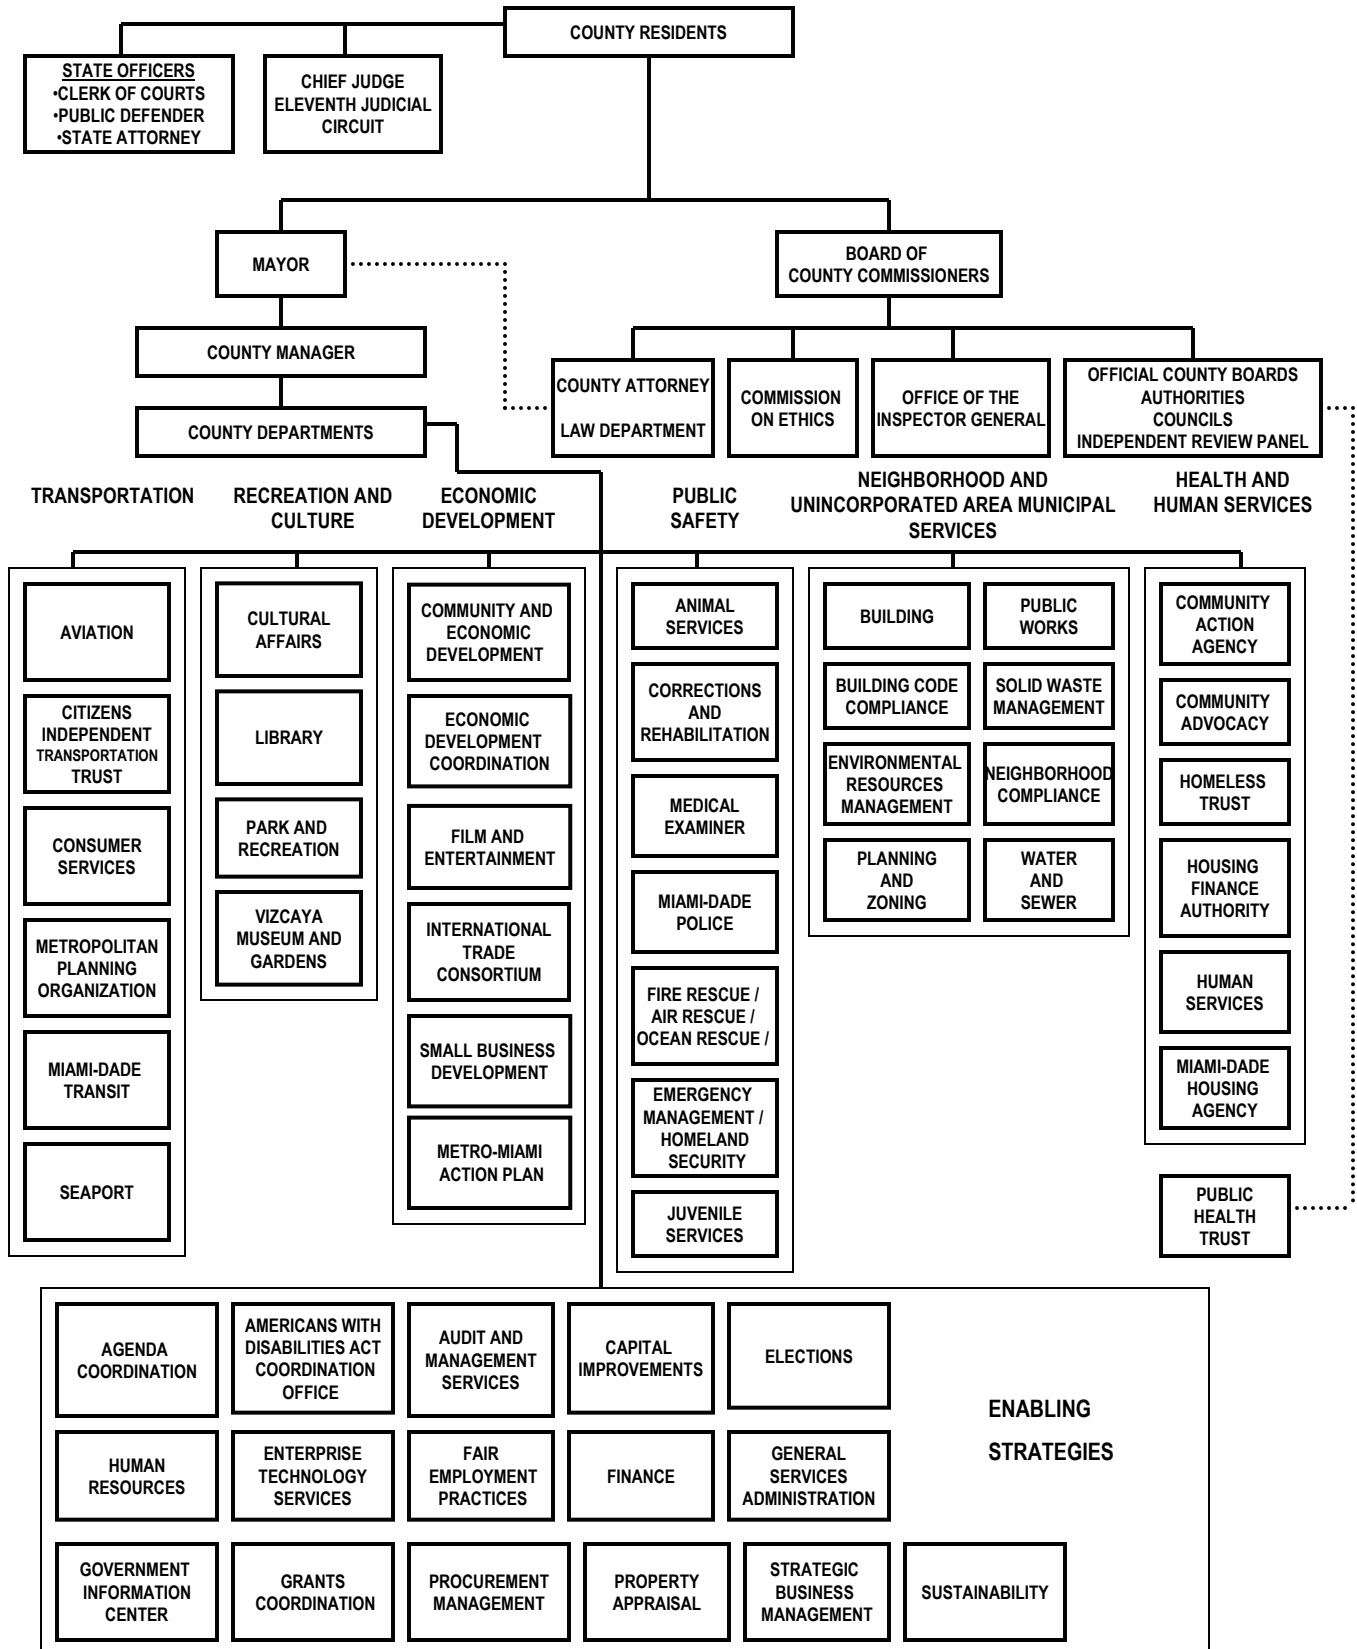 COUNTY RESIDENTS
STATE OFFICERS
•CLERK OF COURTS
•PUBLIC DEFENDER
•STATE ATTORNEY
CHIEF JUDGE
ELEVENTH JUDICIAL
CIRCUIT
MAYOR
BOARD OF
COUNTY COMMISSIONERS
COUNTY MANAGER
COUNTY DEPARTMENTS
COUNTY ATTORNEY
LAW DEPARTMENT
COMMISSION
ON ETHICS
OFFICE OF THE
INSPECTOR GENERAL
OFFICIAL COUNTY BOARDS
AUTHORITIES
COUNCILS
INDEPENDENT REVIEW PANEL
TRANSPORTATION
AVIATION
CITIZENS
INDEPENDENT
TRANSPORTATION
TRUST
CONSUMER
SERVICES
METROPOLITAN
PLANNING
ORGANIZATION
MIAMI-DADE
TRANSIT
SEAPORT
RECREATION AND
CULTURE
CULTURAL
AFFAIRS
LIBRARY
PARK AND
RECREATION
VIZCAYA
MUSEUM AND
GARDENS
ECONOMIC
DEVELOPMENT
COMMUNITY AND
ECONOMIC
DEVELOPMENT
ECONOMIC
DEVELOPMENT
COORDINATION
FILM AND
ENTERTAINMENT
INTERNATIONAL
TRADE
CONSORTIUM
SMALL BUSINESS
DEVELOPMENT
METRO-MIAMI
ACTION PLAN
PUBLIC
SAFETY
ANIMAL
SERVICES
CORRECTIONS
AND
REHABILITATION
MEDICAL
EXAMINER
MIAMI-DADE
POLICE
FIRE RESCUE /
AIR RESCUE /
OCEAN RESCUE /
EMERGENCY
MANAGEMENT /
HOMELAND
SECURITY
JUVENILE
SERVICES
NEIGHBORHOOD AND
UNINCORPORATED AREA MUNICIPAL
SERVICES
BUILDING
PUBLIC
WORKS
BUILDING CODE
COMPLIANCE
SOLID WASTE
MANAGEMENT
ENVIRONMENTAL
RESOURCES
MANAGEMENT
NEIGHBORHOOD
COMPLIANCE
PLANNING
AND
ZONING
WATER
AND
SEWER
HEALTH AND
HUMAN SERVICES
COMMUNITY
ACTION
AGENCY
COMMUNITY
ADVOCACY
HOMELESS
TRUST
HOUSING
FINANCE
AUTHORITY
HUMAN
SERVICES
MIAMI-DADE
HOUSING
AGENCY
PUBLIC
HEALTH
TRUST
AGENDA
COORDINATION
AMERICANS WITH
DISABILITIES ACT
COORDINATION
OFFICE
AUDIT AND
MANAGEMENT
SERVICES
CAPITAL
IMPROVEMENTS
ELECTIONS
ENABLING
STRATEGIES
HUMAN
RESOURCES
ENTERPRISE
TECHNOLOGY
SERVICES
FAIR
EMPLOYMENT
PRACTICES
FINANCE
GENERAL
SERVICES
ADMINISTRATION
GOVERNMENT
INFORMATION
CENTER
GRANTS
COORDINATION
PROCUREMENT
MANAGEMENT
PROPERTY
APPRAISAL
STRATEGIC
BUSINESS
MANAGEMENT
SUSTAINABILITY